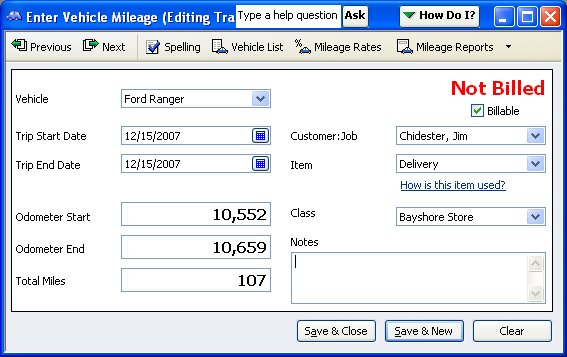 Enter Vehicle Mileage (Editing Tra
Type a help question Ask How Do I?
Previous Next Spelling Vehicle List Mileage Rates Mileage Reports
Not Billed
Vehicle Ford Ranger
Billable
Trip Start Date 12/15/2007 Customer:Job Chidester, Jim
Trip End Date 12/15/2007 Item Delivery
How is this item used?
Odometer Start 10,552 Class Bayshore Store
Odometer End 10,659 Notes
Total Miles 107
Save & Close Save & New Clear